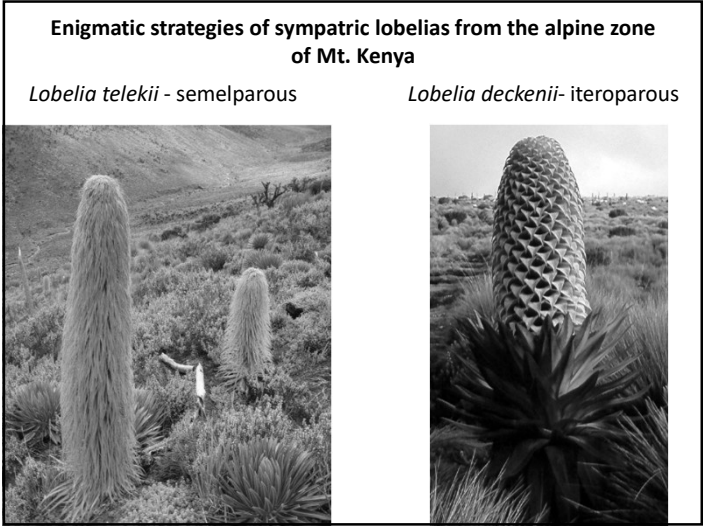 Enigmatic strategies of sympatric lobelias from the alpine zone
of Mt. Kenya
Lobelia telekii - semelparous
Lobelia deckenii- iteroparous